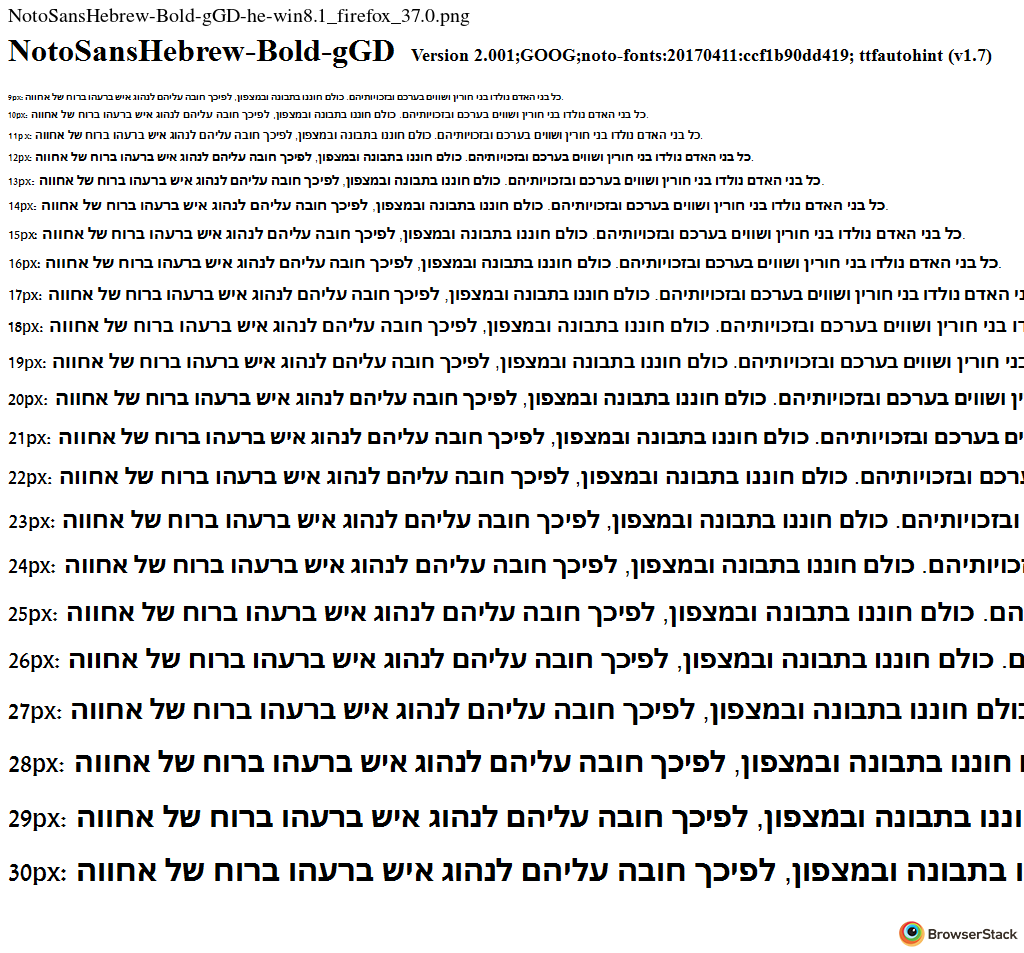 NotoSansHebrew-Bold-gGD-he-win8.1_firefox_37.0.png
NotoSansHebrew-Bold-gGD Version 2.001;GOOG;noto-fonts:20170411:ccf1b90dd419; ttfautohint (v1.7)
9px: כל בני האדם נולדו בני חורין ושווים בערכם ובזכויותיהם. כולם חוננו בתבונה ובמצפון, לפיכך חובה עליהם לנהוג איש ברעהו ברוח של אחווה.
10px: כל בני האדם נולדו בני חורין ושווים בערכם ובזכויותיהם. כולם חוננו בתבונה ובמצפון, לפיכך חובה עליהם לנהוג איש ברעהו ברוח של אחווה.
11px: כל בני האדם נולדו בני חורין ושווים בערכם ובזכויותיהם. כולם חוננו בתבונה ובמצפון, לפיכך חובה עליהם לנהוג איש ברעהו ברוח של אחווה.
12px: כל בני האדם נולדו בני חורין ושווים בערכם ובזכויותיהם. כולם חוננו בתבונה ובמצפון, לפיכך חובה עליהם לנהוג איש ברעהו ברוח של אחווה.
13px: כל בני האדם נולדו בני חורין ושווים בערכם ובזכויותיהם. כולם חוננו בתבונה ובמצפון, לפיכך חובה עליהם לנהוג איש ברעהו ברוח של אחווה.
14px: כל בני האדם נולדו בני חורין ושווים בערכם ובזכויותיהם. כולם חוננו בתבונה ובמצפון, לפיכך חובה עליהם לנהוג איש ברעהו ברוח של אחווה.
15px: כל בני האדם נולדו בני חורין ושווים בערכם ובזכויותיהם. כולם חוננו בתבונה ובמצפון, לפיכך חובה עליהם לנהוג איש ברעהו ברוח של אחווה.
16px: כל בני האדם נולדו בני חורין ושווים בערכם ובזכויותיהם. כולם חוננו בתבונה ובמצפון, לפיכך חובה עליהם לנהוג איש ברעהו ברוח של אחווה.
17px: האדם נולדו בני חורין ושווים בערכם ובזכויותיהם. כולם חוננו בתבונה ובמצפון, לפיכך חובה עליהם לנהוג איש ברעהו ברוח של אחווה
18px: בני חורין ושווים בערכם ובזכויותיהם. כולם חוננו בתבונה ובמצפון, לפיכך חובה עליהם לנהוג איש ברעהו ברוח של אחווה
19px: חורין ושווים בערכם ובזכויותיהם. כולם חוננו בתבונה ובמצפון, לפיכך חובה עליהם לנהוג איש ברעהו ברוח של אחווה
20px: ושווים בערכם ובזכויותיהם. כולם חוננו בתבונה ובמצפון, לפיכך חובה עליהם לנהוג איש ברעהו ברוח של אחווה
21px: בערכם ובזכויותיהם. כולם חוננו בתבונה ובמצפון, לפיכך חובה עליהם לנהוג איש ברעהו ברוח של אחווה
22px: ובזכויותיהם. כולם חוננו בתבונה ובמצפון, לפיכך חובה עליהם לנהוג איש ברעהו ברוח של אחווה
23px: ובזכויותיהם. כולם חוננו בתבונה ובמצפון, לפיכך חובה עליהם לנהוג איש ברעהו ברוח של אחווה
24px: כולם חוננו בתבונה ובמצפון, לפיכך חובה עליהם לנהוג איש ברעהו ברוח של אחווה
25px: כולם חוננו בתבונה ובמצפון, לפיכך חובה עליהם לנהוג איש ברעהו ברוח של אחווה
26px: כולם חוננו בתבונה ובמצפון, לפיכך חובה עליהם לנהוג איש ברעהו ברוח של אחווה
27px: חוננו בתבונה ובמצפון, לפיכך חובה עליהם לנהוג איש ברעהו ברוח של אחווה
28px: חוננו בתבונה ובמצפון, לפיכך חובה עליהם לנהוג איש ברעהו ברוח של אחווה
29px: בתבונה ובמצפון, לפיכך חובה עליהם לנהוג איש ברעהו ברוח של אחווה
30px: בתבונה ובמצפון, לפיכך חובה עליהם לנהוג איש ברעהו ברוח של אחווה
BrowserStack